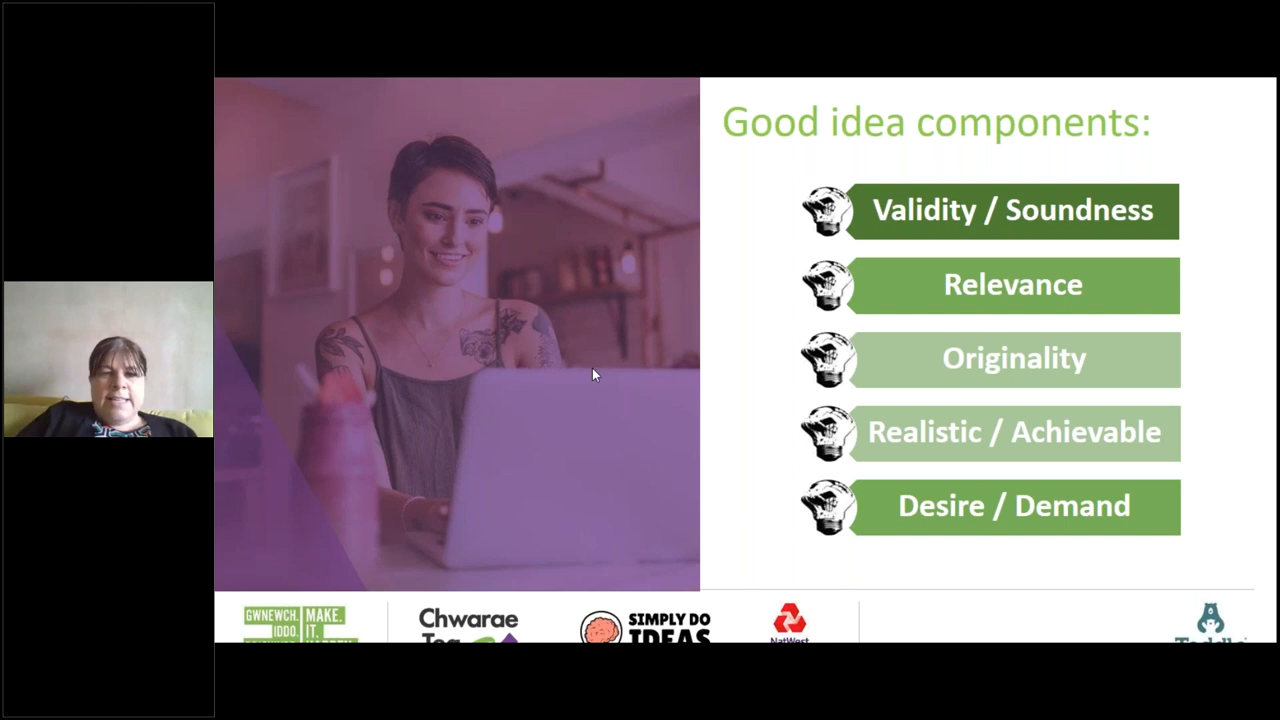 Good idea components:
Validity / Soundness
Relevance
Originality
Realistic / Achievable
Desire / Demand
GWNEWCH. MAKE.
IDDO. IT.
Chwarae
Teg
SIMPLY DO
IDEAS
NatWest